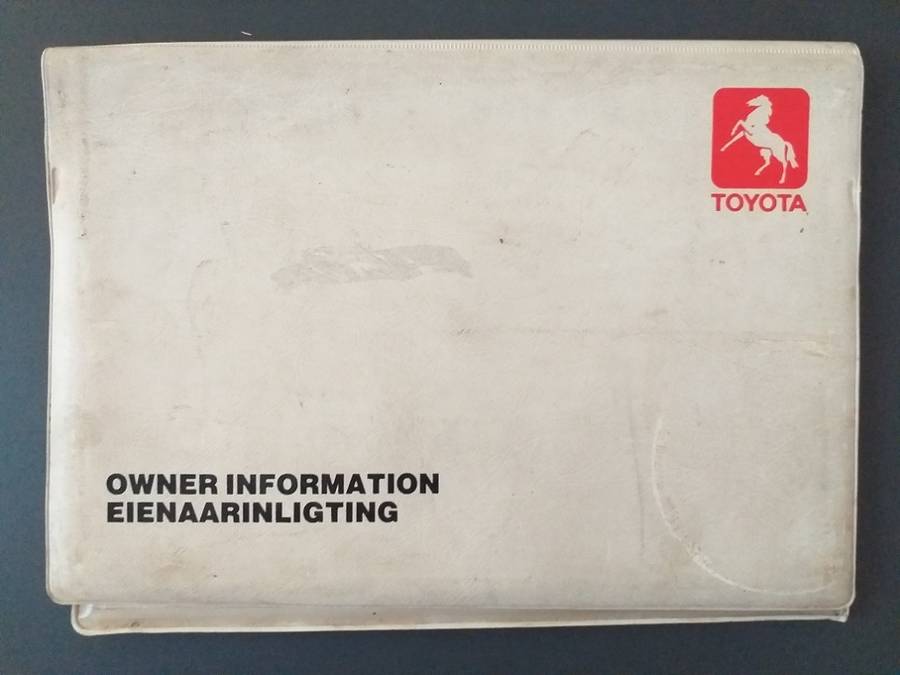 TOYOTA
OWNER INFORMATION
EIENAARINLIGTING